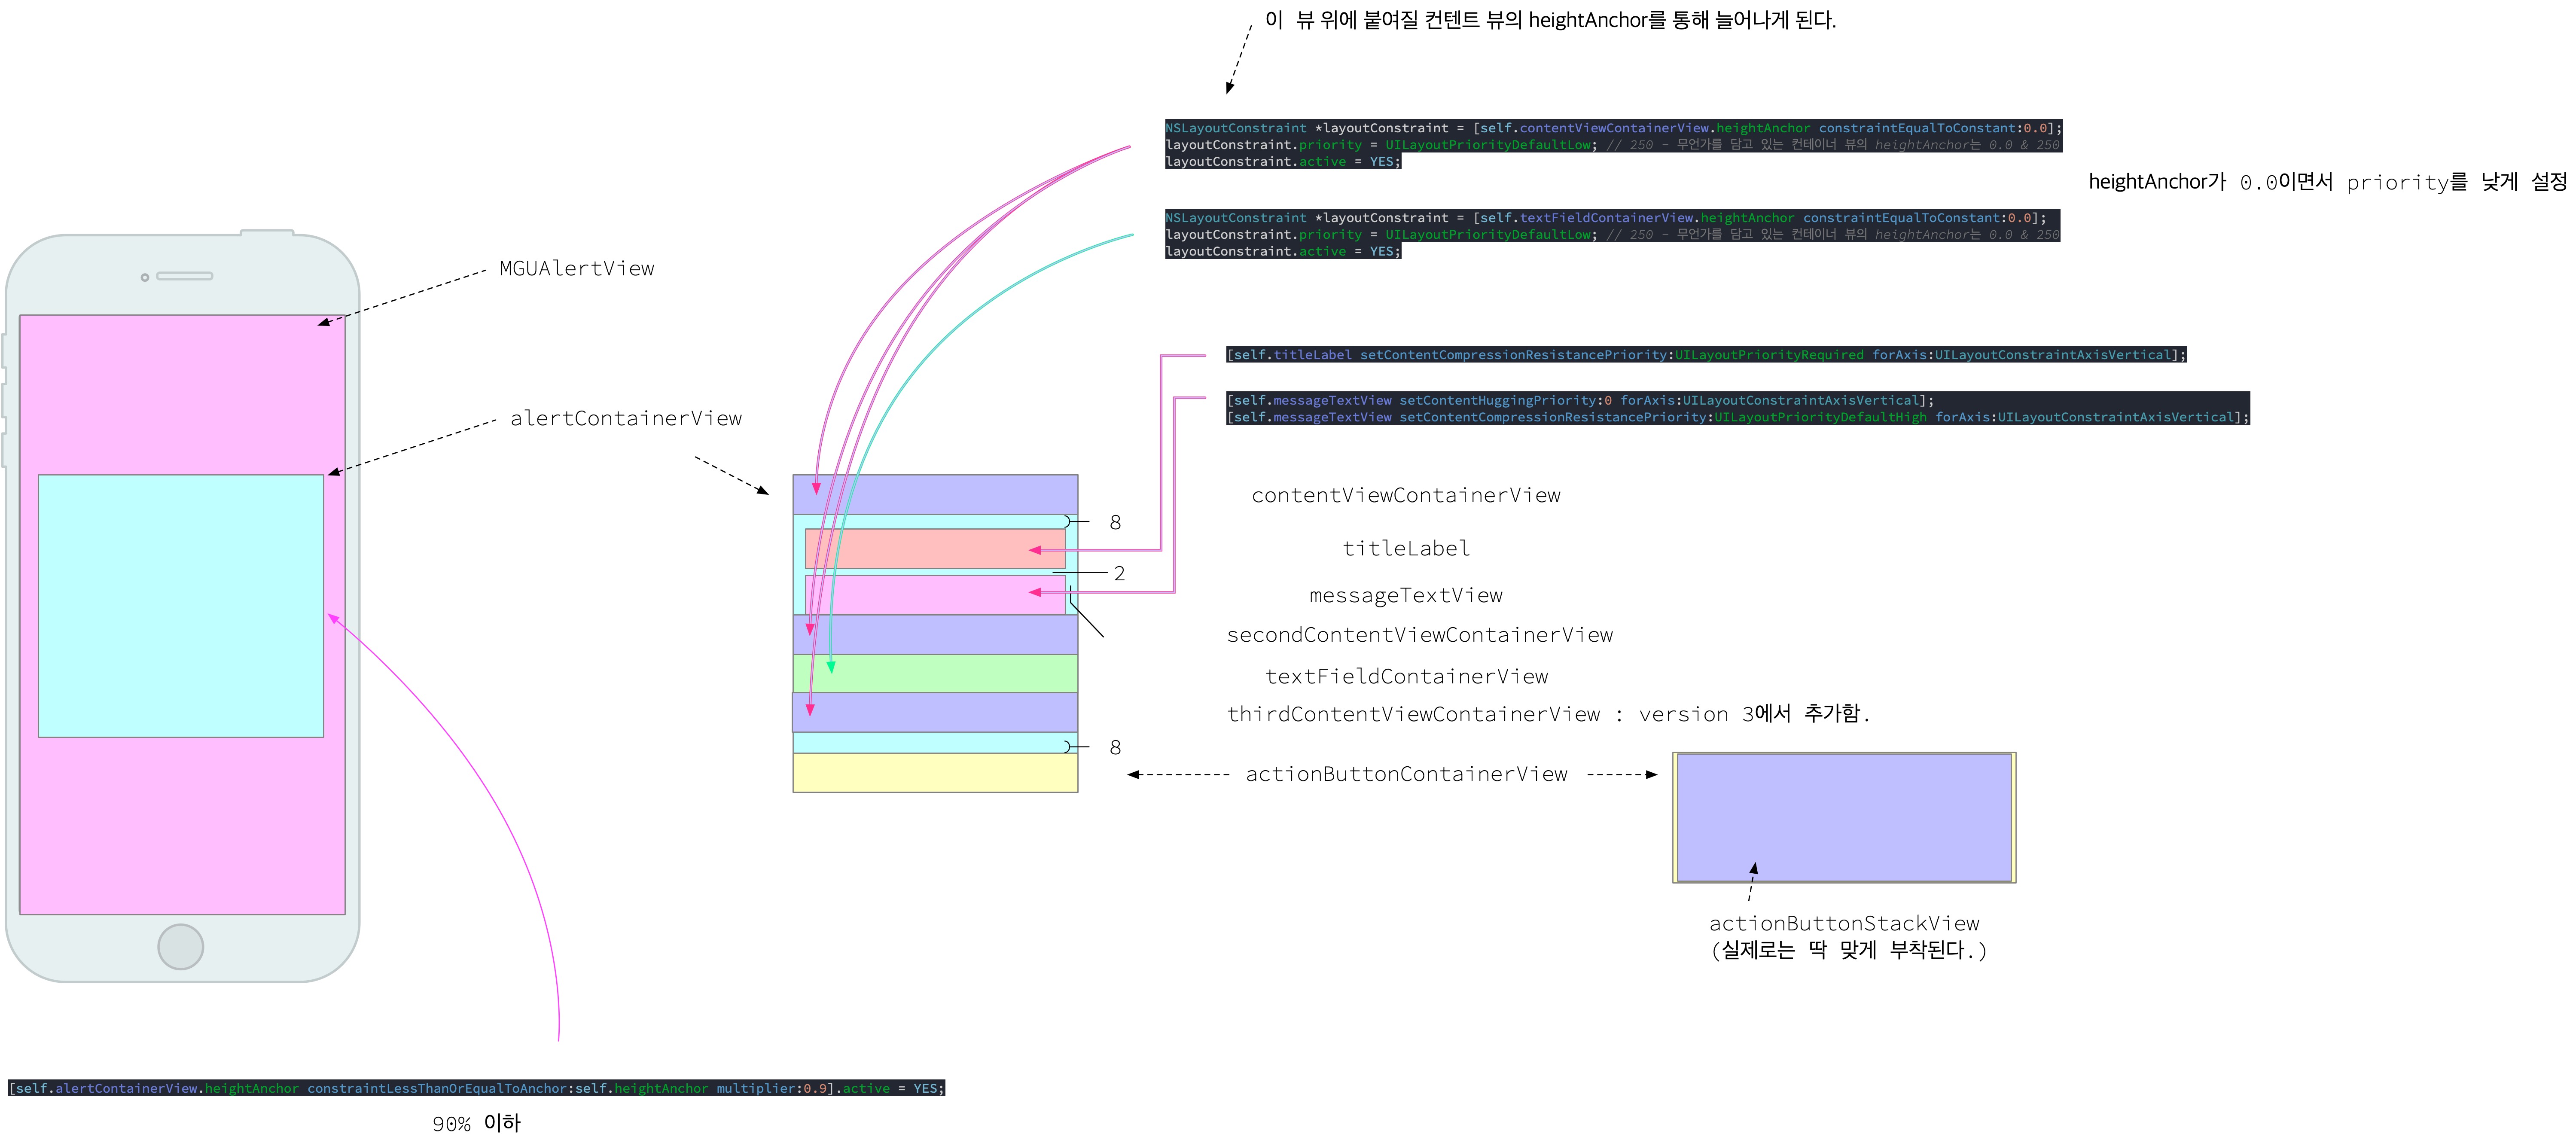 이 뷰 위에 붙여질 컨텐트 뷰의 heightAnchor를 통해 늘어나게 된다.
NSLayoutConstraint *layoutConstraint = [self.contentViewContainerView.heightAnchor constraintEqualToConstant:0.0];
layoutConstraint.priority = UILayoutPriorityDefaultLow; // 250 - 무언가를 담고 있는 컨테이너 뷰의 heightAnchor는 0.0 & 250
layoutConstraint.active = YES;
heightAnchor가 0.0이면서 priority를 낮게 설정
NSLayoutConstraint *layoutConstraint = [self.textFieldContainerView.heightAnchor constraintEqualToConstant:0.0];
layoutConstraint.priority = UILayoutPriorityDefaultLow; // 250 - 무언가를 담고 있는 컨테이너 뷰의 heightAnchor는 0.0 & 250
layoutConstraint.active = YES;
MGUAlertView
[self.titleLabel setContentCompressionResistancePriority:UILayoutPriorityRequired forAxis:UILayoutConstraintAxisVertical];
[self.messageTextView setContentHuggingPriority:0 forAxis:UILayoutConstraintAxisVertical];
[self.messageTextView setContentCompressionResistancePriority:UILayoutPriorityDefaultHigh forAxis:UILayoutConstraintAxisVertical];
alertContainerView
contentViewContainerView
8
titleLabel
2
messageTextView
secondContentViewContainerView
textFieldContainerView
thirdContentViewContainerView : version 3에서 추가함.
8
actionButtonContainerView
actionButtonStackView
(실제로는 딱 맞게 부착된다.)
[self.alertContainerView.heightAnchor constraintLessThanOrEqualToAnchor:self.heightAnchor multiplier:0.9].active = YES;
90% 이하